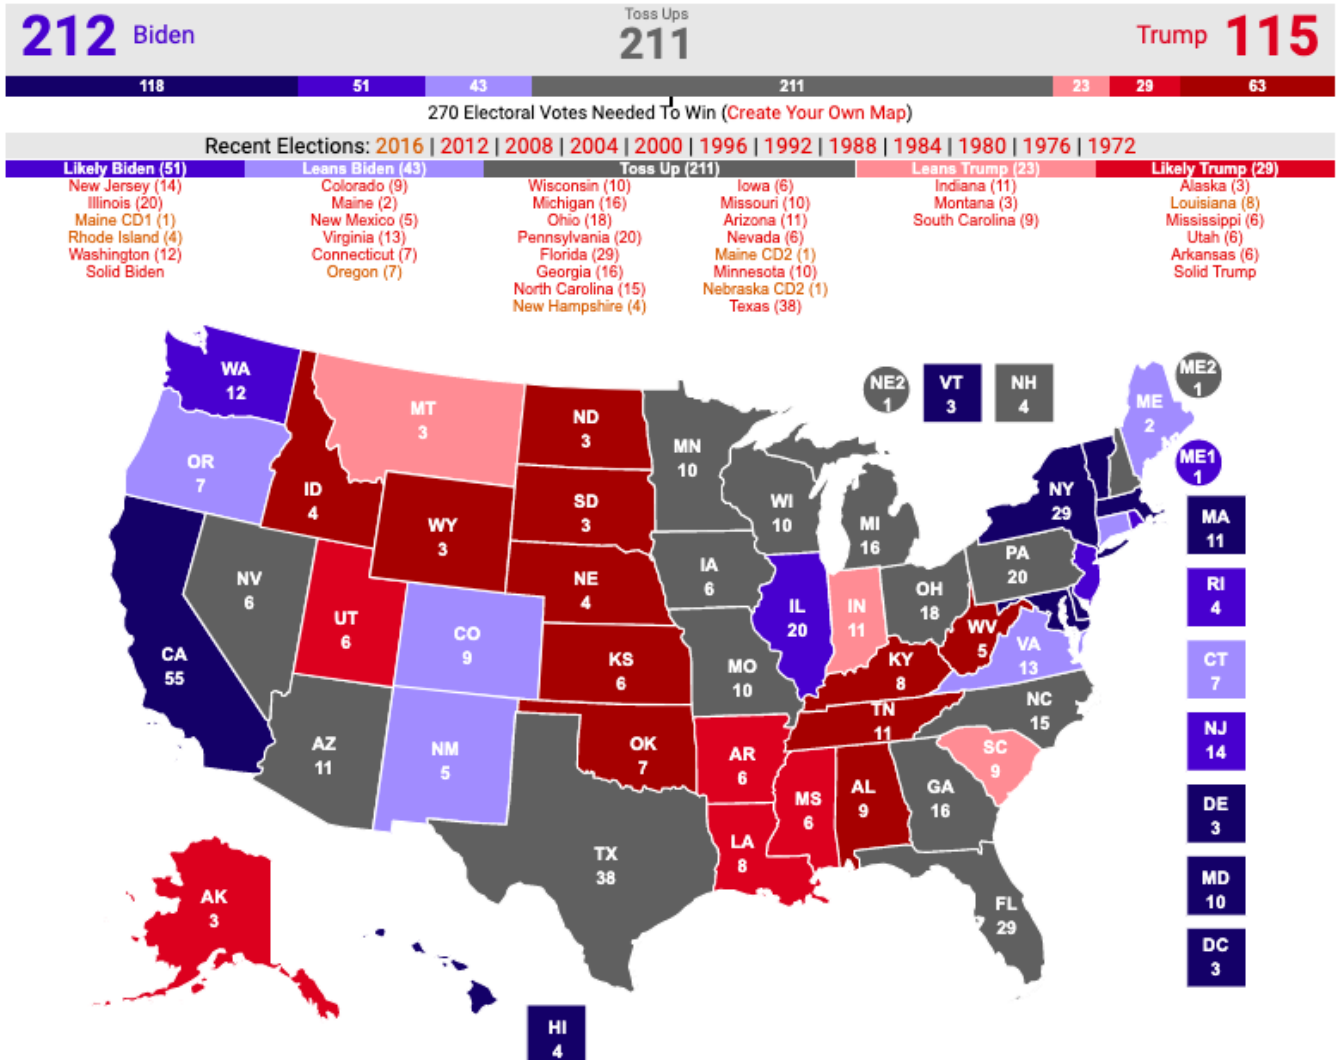 212 Biden
Toss Ups
211
Trump 115
118 51 43 211 23 29 63
270 Electoral Votes Needed To Win (Create Your Own Map)
Recent Elections: 2016 | 2012 | 2008 | 2004 | 2000 | 1996 | 1992 | 1988 | 1984 | 1980 | 1976 | 1972
Likely Biden (51)
New Jersey (14)
Illinois (20)
Maine CD1 (1)
Rhode Island (4)
Washington (12)
Solid Biden
Leans Biden (43)
Colorado (9)
Maine (2)
New Mexico (5)
Virginia (13)
Connecticut (7)
Oregon (7)
Toss Up (211)
Wisconsin (10)
Michigan (16)
Ohio (18)
Pennsylvania (20)
Florida (29)
Georgia (16)
North Carolina (15)
New Hampshire (4)
Iowa (6)
Missouri (10)
Arizona (11)
Nevada (6)
Maine CD2 (1)
Minnesota (10)
Nebraska CD2 (1)
Texas (38)
Leans Trump (23)
Indiana (11)
Montana (3)
South Carolina (9)
Likely Trump (29)
Alaska (3)
Louisiana (8)
Mississippi (6)
Utah (6)
Arkansas (6)
Solid Trump
WA
12
OR
7
CA
55
NV
6
ID
4
MT
3
WY
3
UT
6
AZ
11
CO
9
NM
5
ND
3
SD
3
NE
4
KS
6
OK
7
TX
38
MN
10
IA
6
MO
10
AR
6
LA
8
WI
10
IL
20
MS
6
MI
16
IN
11
KY
8
TN
11
AL
9
OH
18
WV
5
GA
16
FL
29
SC
9
NC
15
VA
13
PA
20
NY
29
ME
2
NE2
1
VT
3
NH
4
ME2
1
ME1
1
MA
11
RI
4
CT
7
NJ
14
DE
3
MD
10
DC
3
AK
3
HI
4